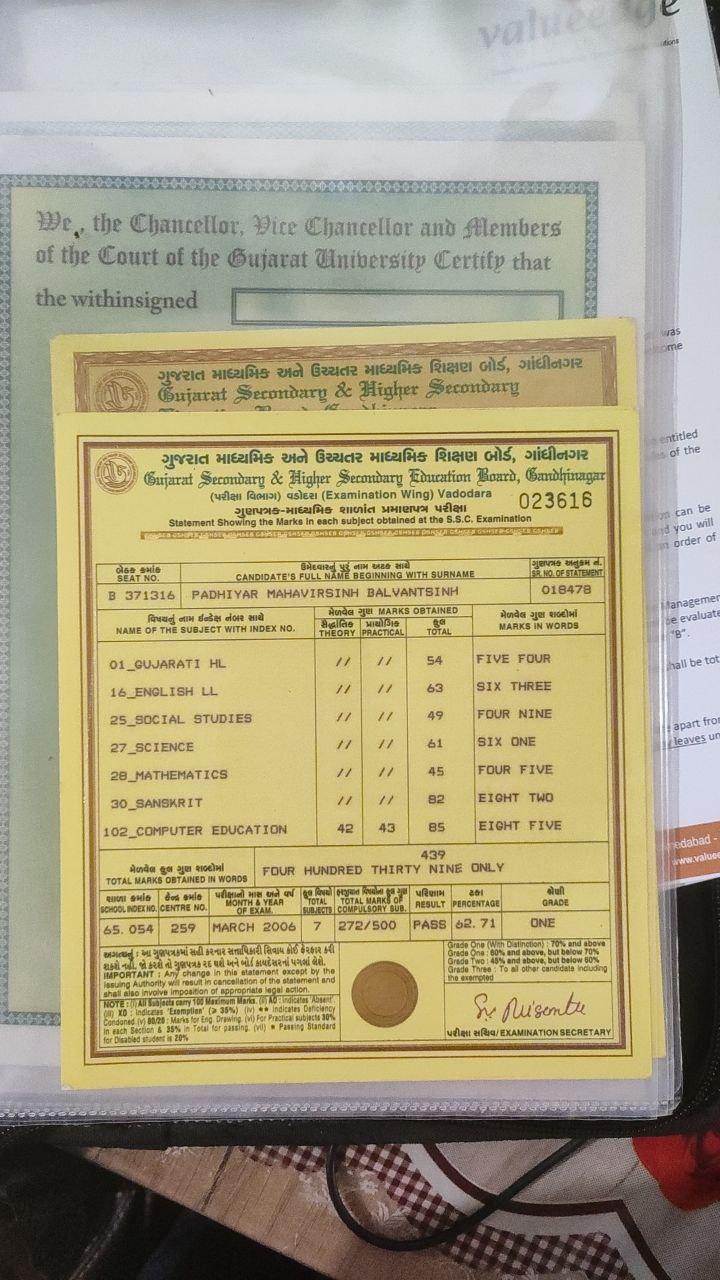 valueedge
We, the Chancellor, Vice Chancellor and Members
of the Court of the Gujarat University Certify that
the withinsigned
was
ome
entitled
of the
can be
nd you will
order of
Management
be evaluate
"B".
hall be tot
apart from
leaves un
edabad -
www.value
ગુજરાત માધ્યમિક અને ઉચ્ચતર માધ્યમિક શિક્ષણ બોર્ડ, ગાંધીનગર
Gujarat Secondary & Higher Secondary
ગુજરાત માધ્યમિક અને ઉચ્ચતર માધ્યમિક શિક્ષણ બોર્ડ, ગાંધીનગર
Gujarat Secondary & Higher Secondary Education Board, Gandhinagar
(પરીક્ષા વિભાગ) વડોદરા (Examination Wing) Vadodara
023616
ગુણપત્રક-માધ્યમિક શાળાંત પ્રમાણપત્ર પરીક્ષા
Statement Showing the Marks in each subject obtained at the S.S.C. Examination
બેઠક ક્રમાંક ઉમેદવારનું પૂરું નામ અટક સાથે ગુણપત્રક અનુક્રમ નં.
SEAT NO. CANDIDATE'S FULL NAME BEGINNING WITH SURNAME SR. NO. OF STATEMENT
B 371316 PADHIYAR MAHAVIRSINH BALVANTSINH 018478
વિષયનું નામ ઈન્ડેક્ષ નંબર સાથે મેળવેલ ગુણ MARKS OBTAINED મેળવેલ ગુણ શબ્દોમાં
સૈદ્ધાંતિક પ્રાયોગિક કુલ
NAME OF THE SUBJECT WITH INDEX NO. THEORY PRACTICAL TOTAL MARKS IN WORDS
01_GUJARATI HL // // 54 FIVE FOUR
16_ENGLISH LL // // 63 SIX THREE
25_SOCIAL STUDIES // // 49 FOUR NINE
27_SCIENCE // // 61 SIX ONE
28_MATHEMATICS // // 45 FOUR FIVE
30_SANSKRIT // // 82 EIGHT TWO
102_COMPUTER EDUCATION 42 43 85 EIGHT FIVE
439
મેળવેલ કુલ ગુણ શબ્દોમાં
TOTAL MARKS OBTAINED IN WORDS FOUR HUNDRED THIRTY NINE ONLY
શાળા ક્રમાંક કેન્દ્ર ક્રમાંક પરીક્ષાનો માસ અને વર્ષ કુલ વિષયો પરિણામ ટકા શ્રેણી
SCHOOL INDEX NO. CENTRE NO. MONTH & YEAR OF EXAM. TOTAL SUBJECTS TOTAL MARKS OF COMPULSORY SUB. RESULT PERCENTAGE GRADE
65.054 259 MARCH 2006 7 272/500 PASS 62.71 ONE
અગત્યનું : આ ગુણપત્રકમાં સહી કરનાર સત્તાધિકારી સિવાય કોઈ ફેરફાર કરી
શકશે નહીં. જો કરશે તો ગુણપત્રક રદ થશે અને બોર્ડ કાયદેસરનાં પગલાં લેશે.
IMPORTANT : Any change in this statement except by the
issuing Authority will result in cancellation of the statement and
shall also involve imposition of appropriate legal action.
NOTE : (i) All Subjects carry 100 Maximum Marks. (ii) AO : Indicates 'Absent'.
(iii) XO : Indicates 'Exemption' (≥ 35%) (iv) ** Indicates Deficiency
Condoned (v) 80/20 : Marks for Eng. Drawing. (vi) For Practical subjects 30%
in each Section & 35% in Total for passing. (vii) * Passing Standard
for Disabled student is 20%
Grade One (With Distinction) : 70% and above
Grade One : 60% and above, but below 70%
Grade Two : 45% and above, but below 60%
Grade Three : To all other candidate including
the exempted
પરીક્ષા સચિવ/EXAMINATION SECRETARY